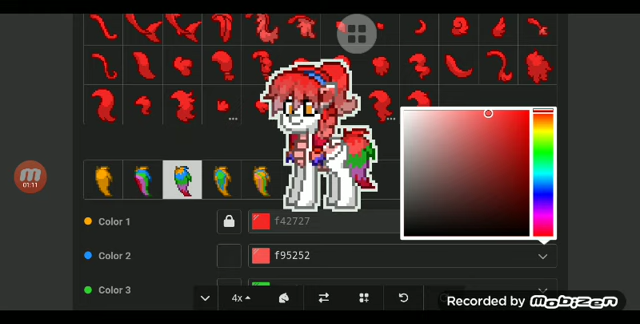 01:11
Color 1
f42727
Color 2
f95252
Color 3
4x
Recorded by mobizen